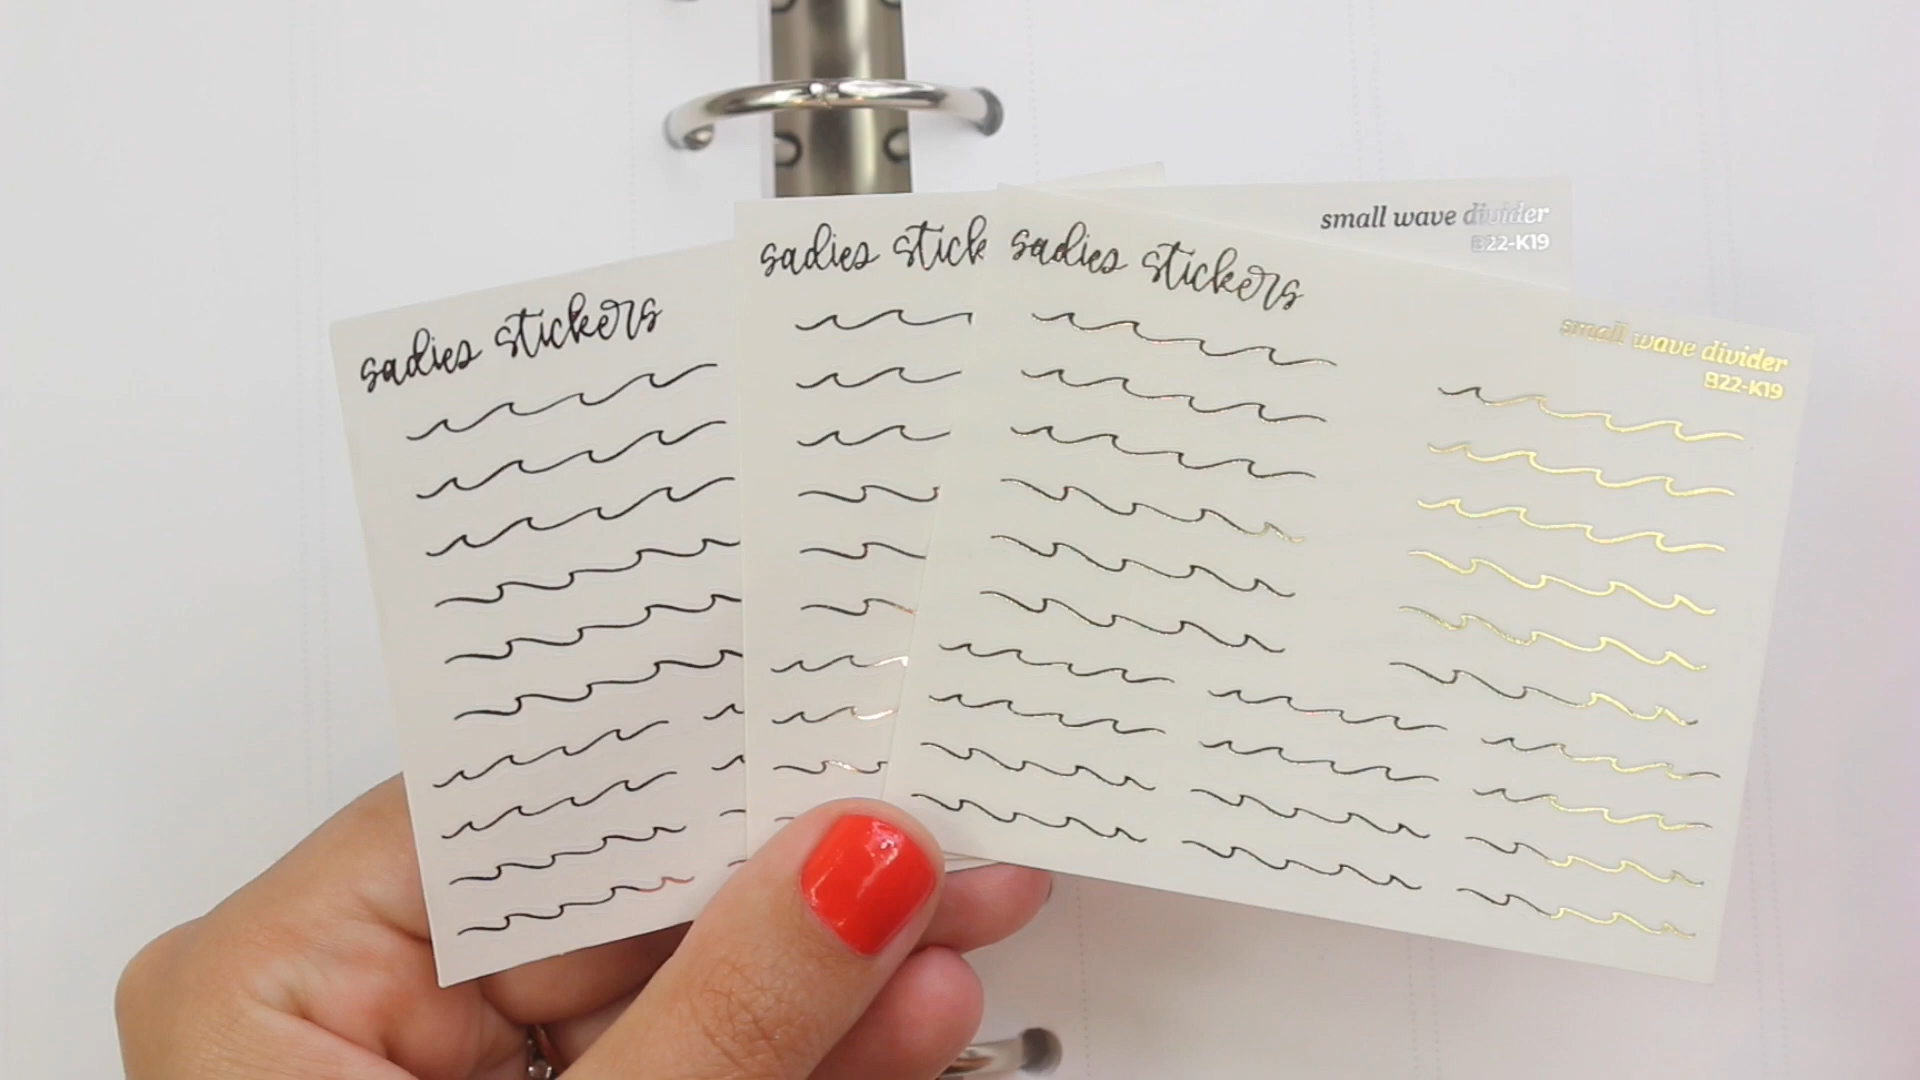 sadies stickers
sadies stick
sadies stickers
small wave divider
B22-K19
small wave divider
B22-K19